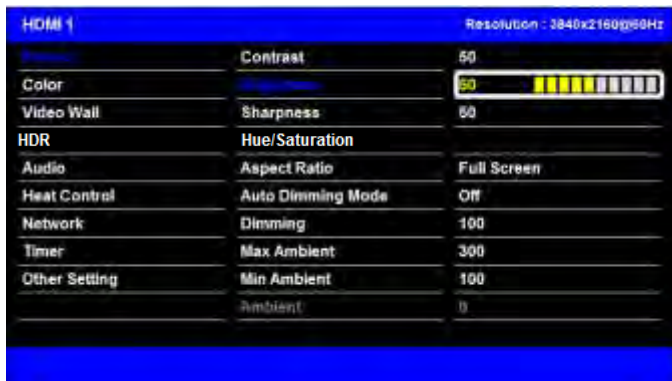 HDMI 1 Resolution : 3840x2160@60Hz
Picture Contrast 50
Color Brightness 50
Video Wall Sharpness 50
HDR Hue/Saturation
Audio Aspect Ratio Full Screen
Heat Control Auto Dimming Mode Off
Network Dimming 100
Timer Max Ambient 300
Other Setting Min Ambient 100
Ambient 0